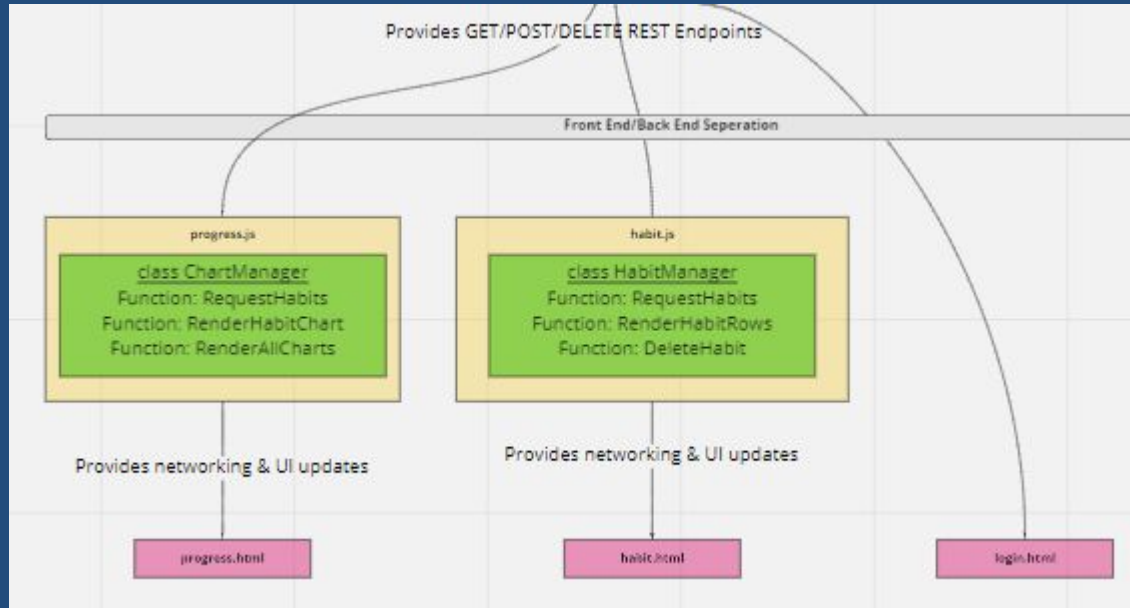 Provides GET/POST/DELETE REST Endpoints
Front End/Back End Seperation
progress.js
class ChartManager
Function: RequestHabits
Function: RenderHabitChart
Function: RenderAllCharts
habit.js
class HabitManager
Function: RequestHabits
Function: RenderHabitRows
Function: DeleteHabit
Provides networking & UI updates
Provides networking & UI updates
progress.html
habit.html
login.html